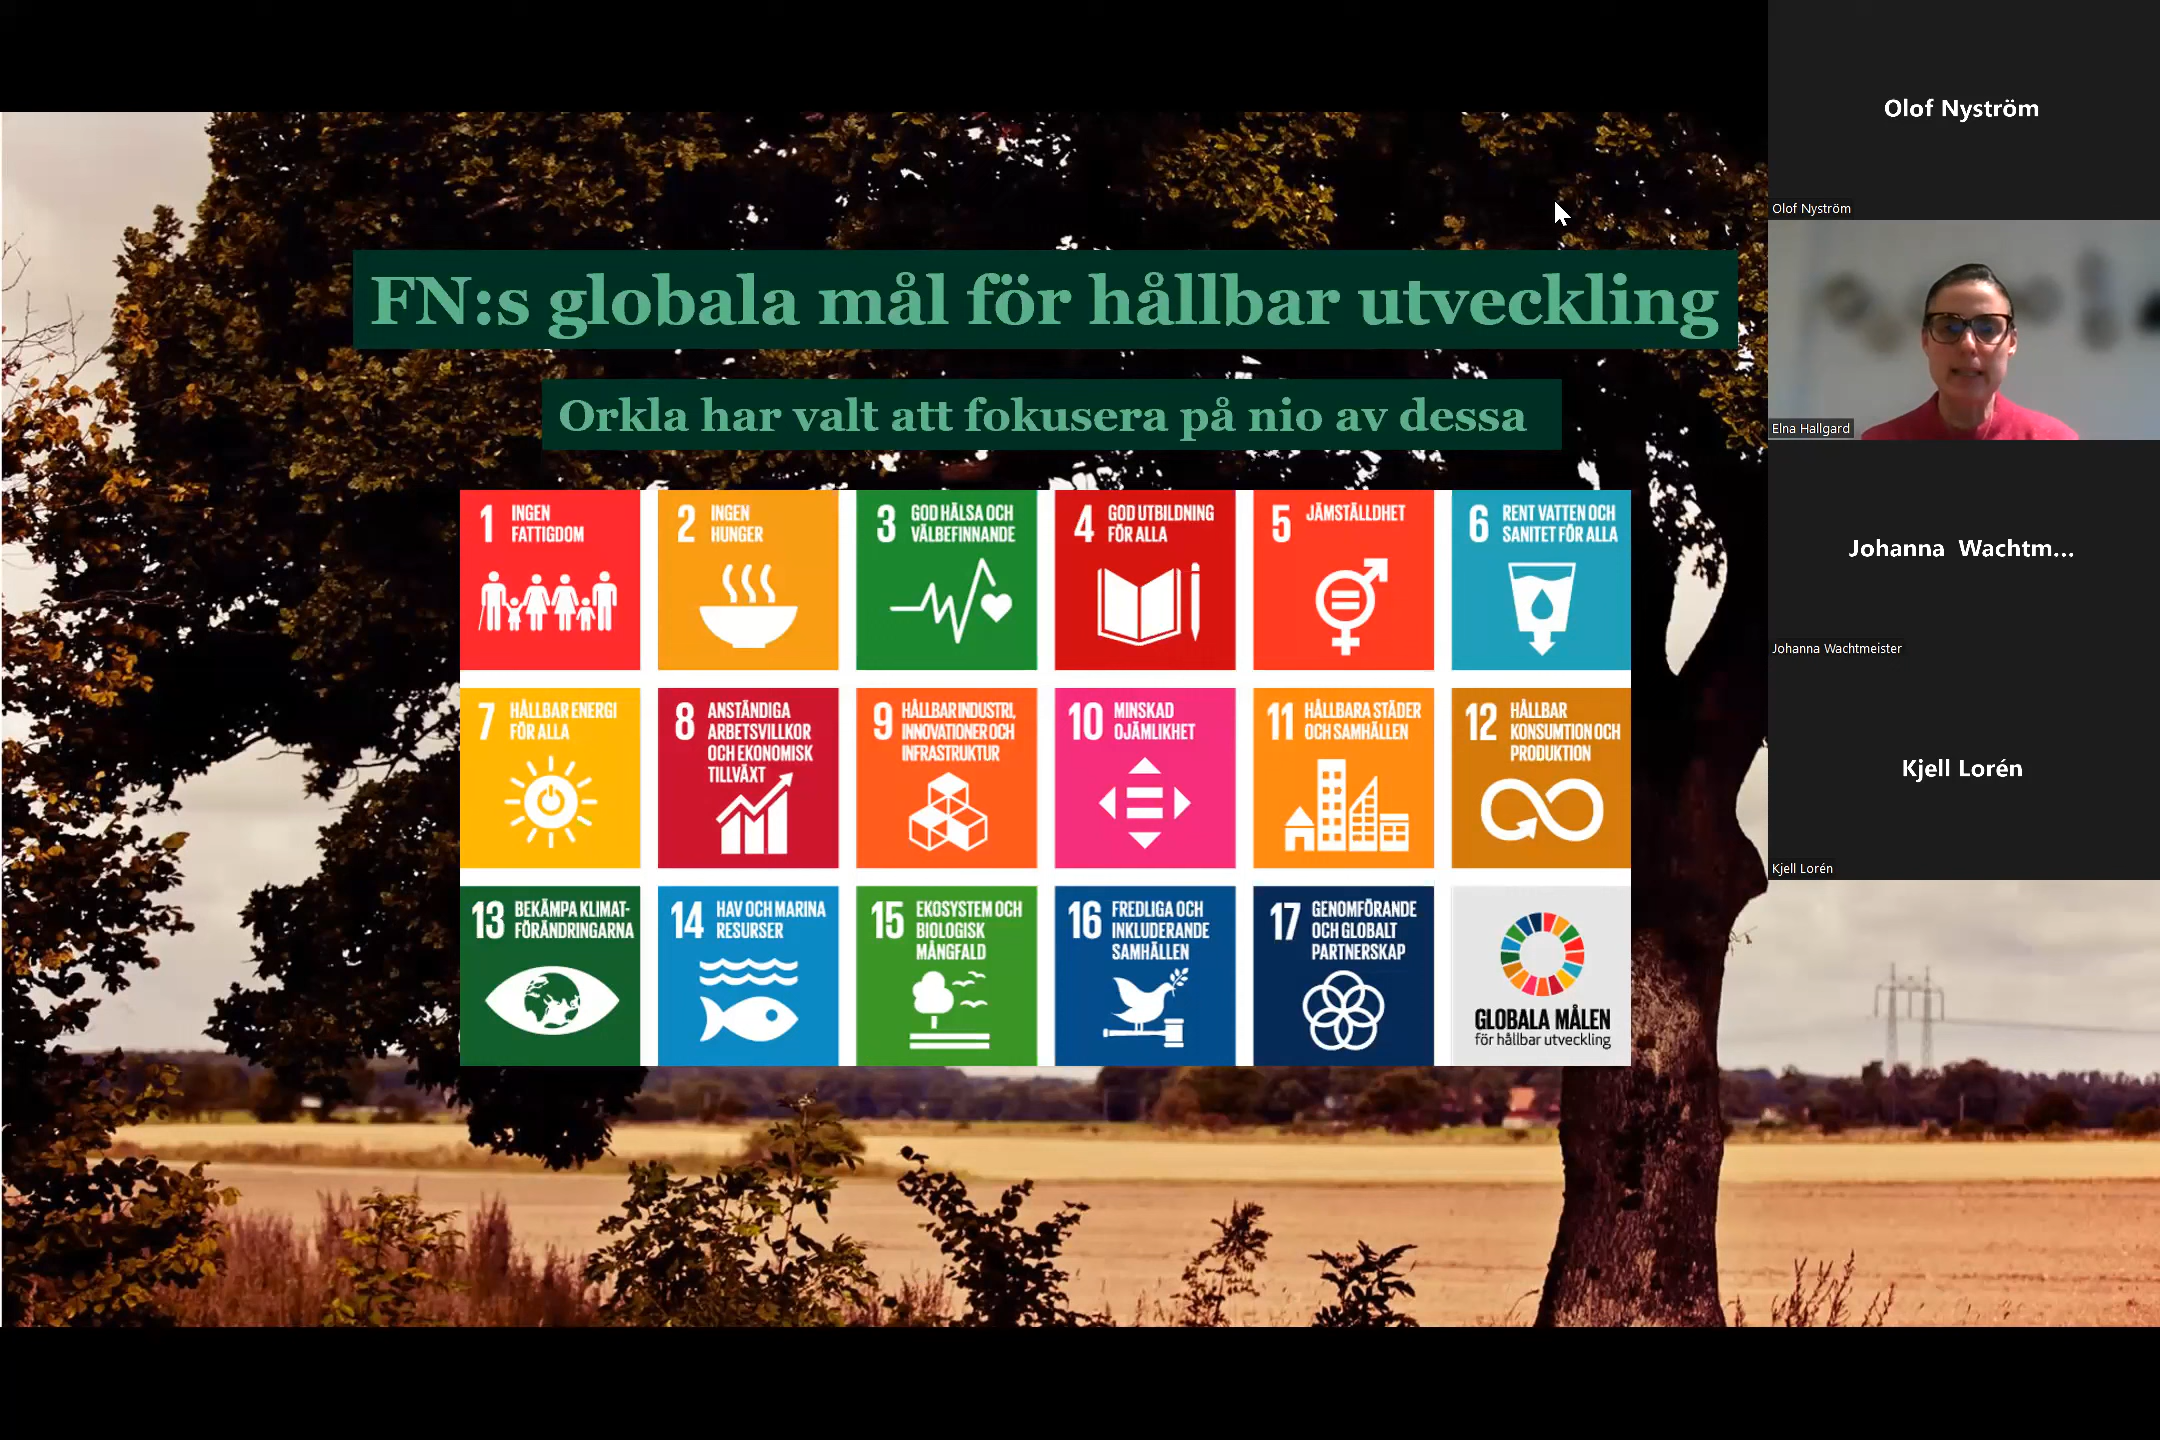 FN:s globala mål för hållbar utveckling
Orkla har valt att fokusera på nio av dessa
1 INGEN
FATTIGDOM
2 INGEN
HUNGER
3 GOD HÄLSA OCH
VÄLBEFINNANDE
4 GOD UTBILDNING
FÖR ALLA
5 JÄMSTÄLLDHET
6 RENT VATTEN OCH
SANITET FÖR ALLA
7 HÅLLBAR ENERGI
FÖR ALLA
8 ANSTÄNDIGA
ARBETSVILLKOR
OCH EKONOMISK
TILLVÄXT
9 HÅLLBAR INDUSTRI,
INNOVATIONER OCH
INFRASTRUKTUR
10 MINSKAD
OJÄMLIKHET
11 HÅLLBARA STÄDER
OCH SAMHÄLLEN
12 HÅLLBAR
KONSUMTION OCH
PRODUKTION
13 BEKÄMPA KLIMAT-
FÖRÄNDRINGARNA
14 HAV OCH MARINA
RESURSER
15 EKOSYSTEM OCH
BIOLOGISK
MÅNGFALD
16 FREDLIGA OCH
INKLUDERANDE
SAMHÄLLEN
17 GENOMFÖRANDE
OCH GLOBALT
PARTNERSKAP
GLOBALA MÅLEN
för hållbar utveckling
Olof Nyström
Olof Nyström
Elna Hallgard
Johanna Wachtm...
Johanna Wachtmeister
Kjell Lorén
Kjell Lorén